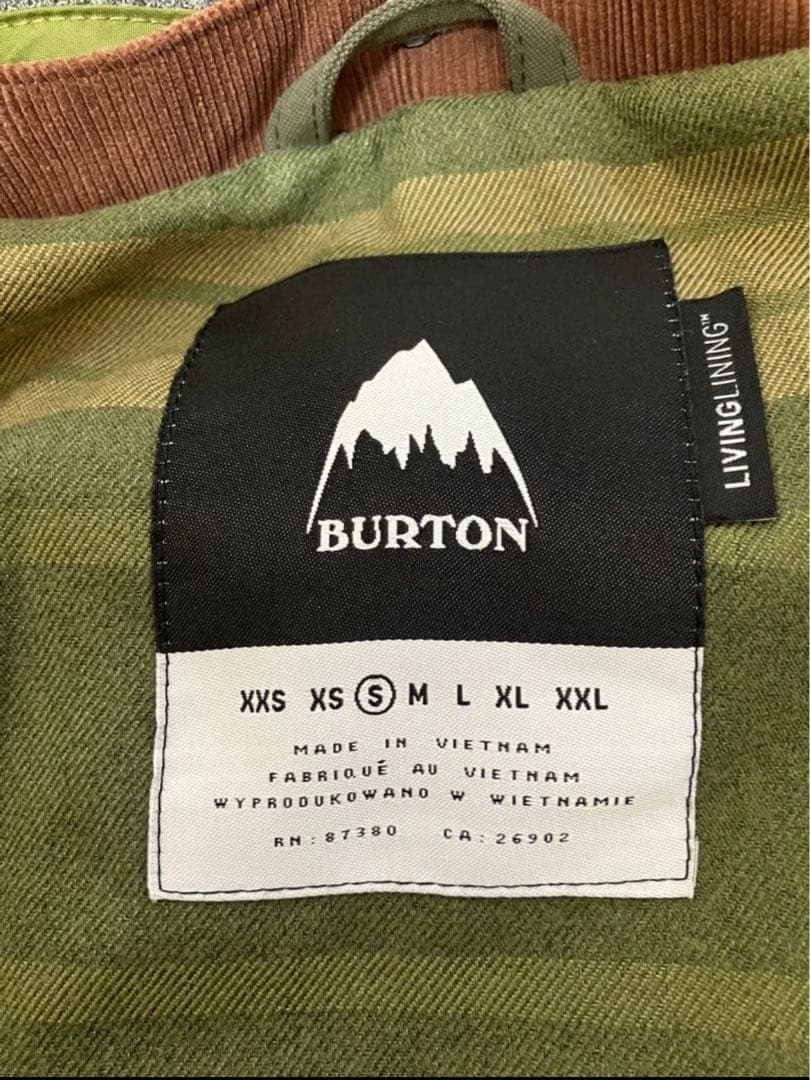 BURTON
LIVINGLINING™
XXS XS S M L XL XXL
MADE IN VIETNAM
FABRIQUÉ AU VIETNAM
WYPRODUKOWANO W WIETNAMIE
RN: 87380 CA: 26902